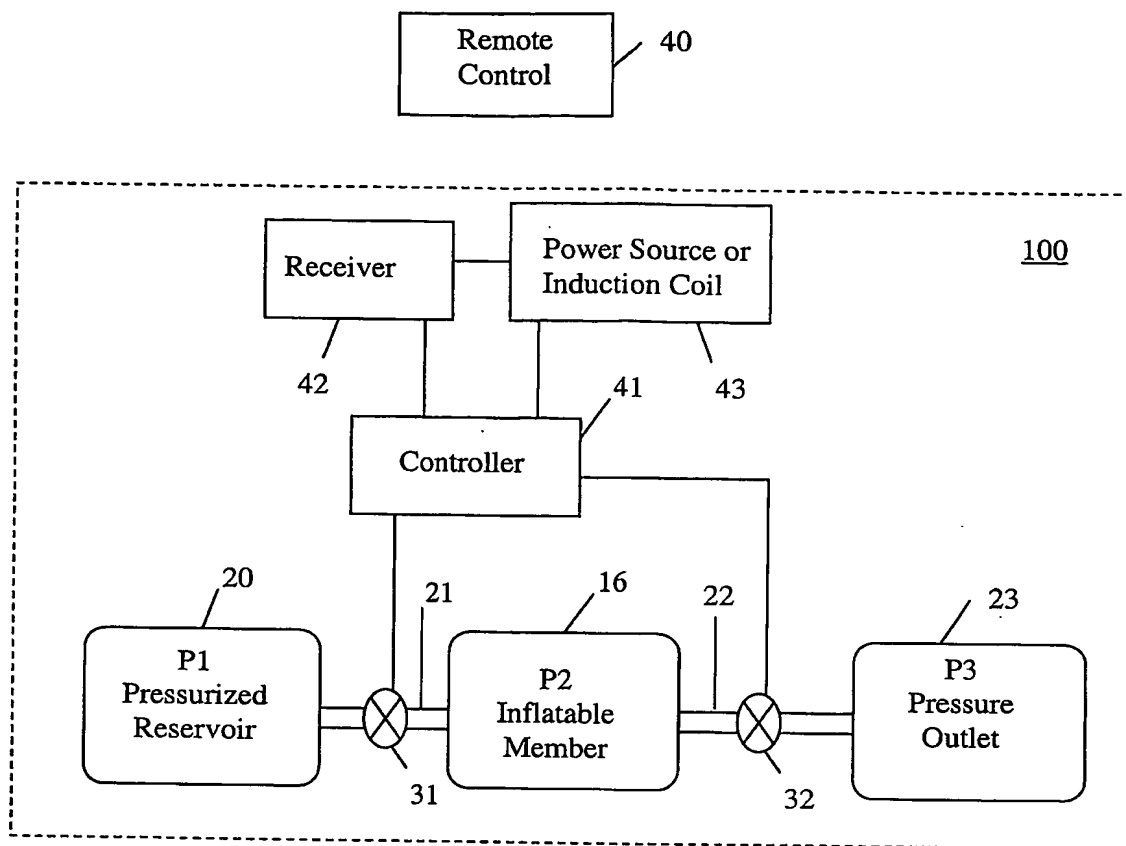 Remote
Control
40
100
Receiver
Power Source or
Induction Coil
42
43
41
Controller
20
21
16
22
23
P1
Pressurized
Reservoir
P2
Inflatable
Member
P3
Pressure
Outlet
31
32